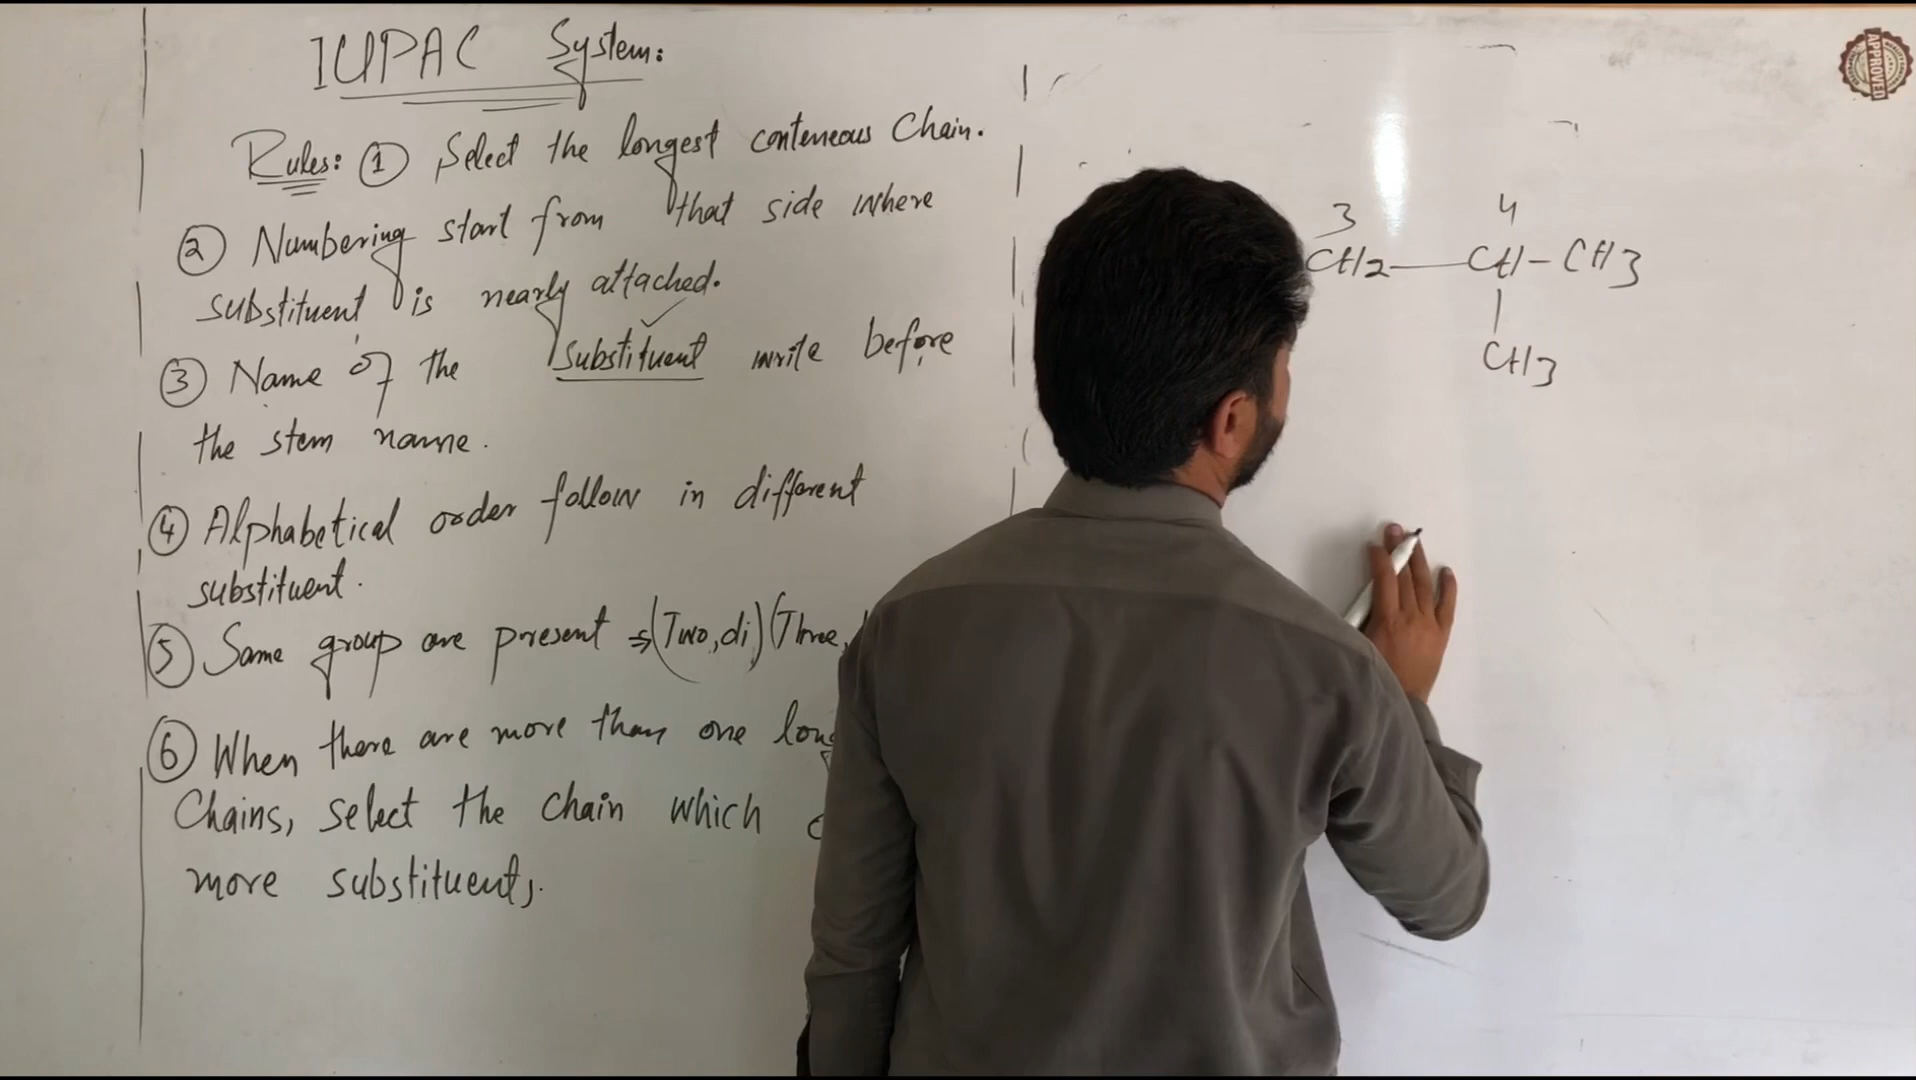 IUPAC System:
Rules: ① Select the longest conteneous Chain.
② Numbering start from that side where
substituent is nearly attached.
③ Name of the substituent write before
the stem name.
④ Alphabetical order follow in different
substituent.
⑤ Same group are present ⇒ (Two, di) (Three,
⑥ When there are more than one long
Chains, select the chain which
more substituents.
3 4
CH2 — CH – CH3
CH3
APPROVED